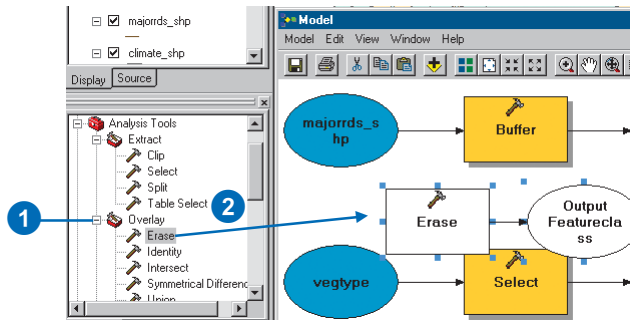 majorrds_shp
climate_shp
Display Source
Analysis Tools
Extract
Clip
Select
Split
Table Select
Overlay
Erase
Identity
Intersect
Symmetrical Differenc
Union
1
2
Model
Model Edit View Window Help
majorrds_s
hp
Buffer
Erase
Output
Featurecla
ss
vegtype
Select